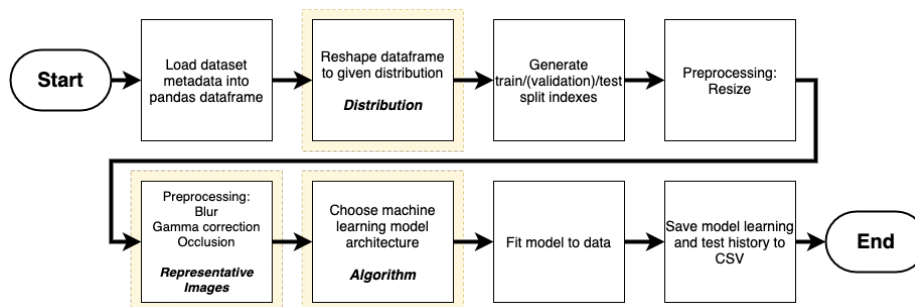 Start
Load dataset
metadata into
pandas dataframe
Reshape dataframe
to given distribution
Distribution
Generate
train/(validation)/test
split indexes
Preprocessing:
Resize
Preprocessing:
Blur
Gamma correction
Occlusion
Representative
Images
Choose machine
learning model
architecture
Algorithm
Fit model to data
Save model learning
and test history to
CSV
End